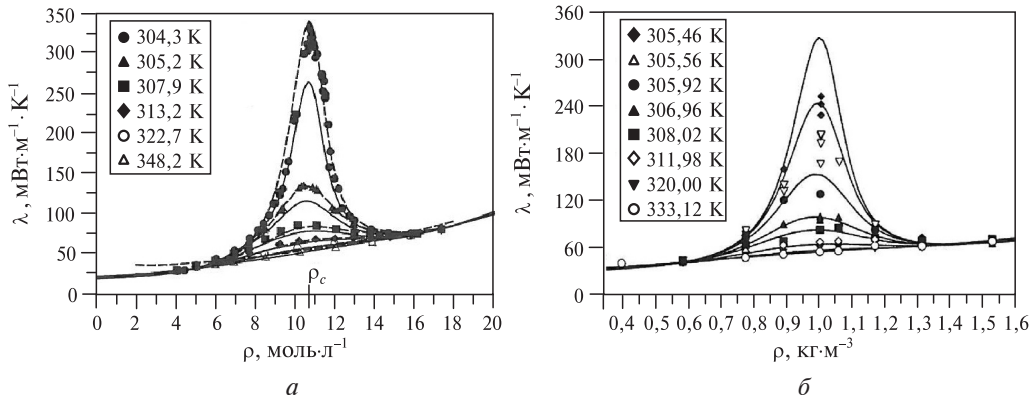 а
350
300
250
200
150
100
50
0
λ, мВт·м⁻¹·К⁻¹
304,3 К
305,2 К
307,9 К
313,2 К
322,7 К
348,2 К
ρc
0 2 4 6 8 10 12 14 16 18 20
ρ, моль·л⁻¹
а
б
360
300
240
180
120
60
0
λ, мВт·м⁻¹·К⁻¹
305,46 К
305,56 К
305,92 К
306,96 К
308,02 К
311,98 К
320,00 К
333,12 К
0,4 0,5 0,6 0,7 0,8 0,9 1,0 1,1 1,2 1,3 1,4 1,5 1,6
ρ, кг·м⁻³
б